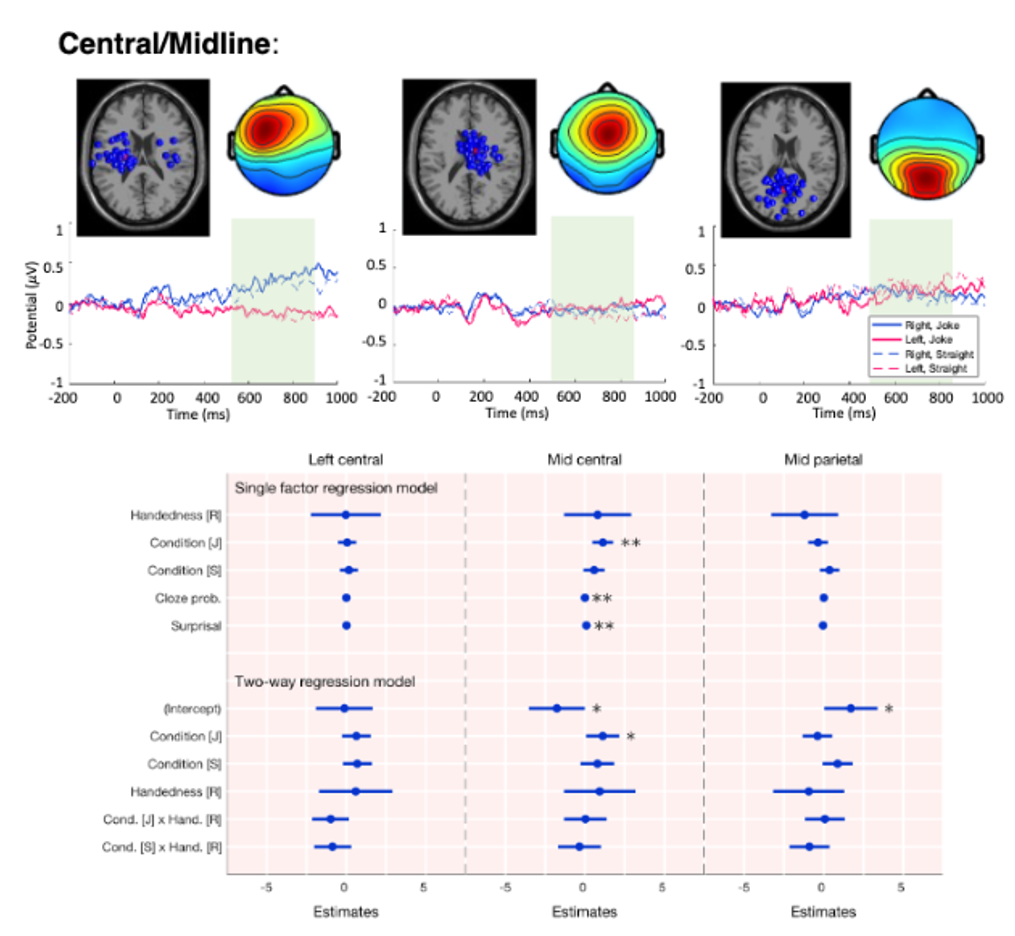 Central/Midline:
Potential (μV)
1
0.5
0
-0.5
-1
-200 0 200 400 600 800 1000
Time (ms)
1
0.5
0
-0.5
-1
-200 0 200 400 600 800 1000
Time (ms)
1
0.5
0
-0.5
-1
-200 0 200 400 600 800 1000
Time (ms)
Right, Joke
Left, Joke
Right, Straight
Left, Straight
Left central Mid central Mid parietal
Single factor regression model
Handedness [R]
Condition [J] **
Condition [S]
Cloze prob. **
Surprisal **
Two-way regression model
(Intercept) * *
Condition [J] *
Condition [S]
Handedness [R]
Cond. [J] x Hand. [R]
Cond. [S] x Hand. [R]
-5 0 5 -5 0 5 -5 0 5
Estimates Estimates Estimates